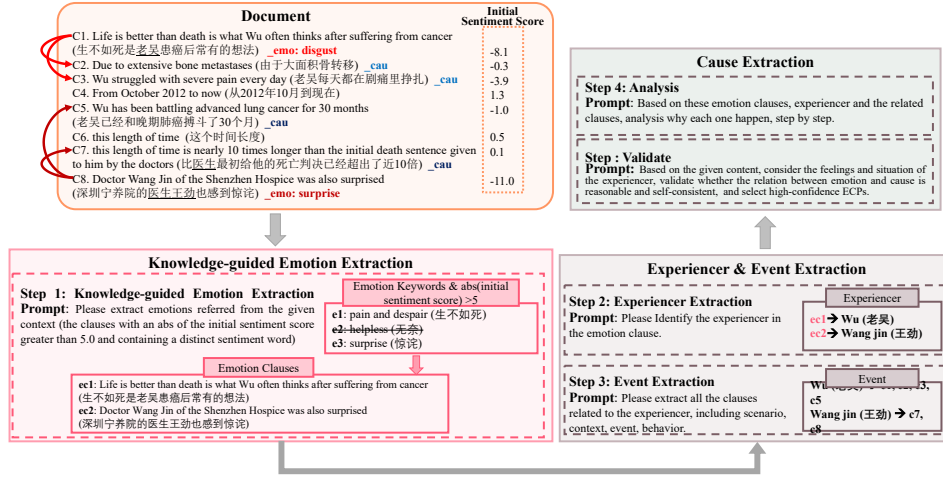 Document
Initial
Sentiment Score
C1. Life is better than death is what Wu often thinks after suffering from cancer
(生不如死是老吴患癌后常有的想法) _emo: disgust
-8.1
C2. Due to extensive bone metastases (由于大面积骨转移) _cau
-0.3
C3. Wu struggled with severe pain every day (老吴每天都在剧痛里挣扎) _cau
-3.9
C4. From October 2012 to now (从2012年10月到现在)
1.3
C5. Wu has been battling advanced lung cancer for 30 months
-1.0
(老吴已经和晚期肺癌搏斗了30个月) _cau
C6. this length of time (这个时间长度)
0.5
C7. this length of time is nearly 10 times longer than the initial death sentence given
0.1
to him by the doctors (比医生最初给他的死亡判决已经超出了近10倍) _cau
C8. Doctor Wang Jin of the Shenzhen Hospice was also surprised
-11.0
(深圳宁养院的医生王劲也感到惊诧) _emo: surprise
Knowledge-guided Emotion Extraction
Step 1: Knowledge-guided Emotion Extraction
Prompt: Please extract emotions referred from the given
context (the clauses with an abs of the initial sentiment score
greater than 5.0 and containing a distinct sentiment word)
Emotion Keywords & abs(initial
sentiment score) >5
e1: pain and despair (生不如死)
e2: helpless (无奈)
e3: surprise (惊诧)
Emotion Clauses
ec1: Life is better than death is what Wu often thinks after suffering from cancer
(生不如死是老吴患癌后常有的想法)
ec2: Doctor Wang Jin of the Shenzhen Hospice was also surprised
(深圳宁养院的医生王劲也感到惊诧)
Experiencer & Event Extraction
Step 2: Experiencer Extraction
Prompt: Please Identify the experiencer in
the emotion clause.
Experiencer
ec1→ Wu (老吴)
ec2→ Wang jin (王劲)
Step 3: Event Extraction
Prompt: Please extract all the clauses
related to the experiencer, including scenario,
context, event, behavior.
Event
c5
Wang jin (王劲) → c7,
c8
Cause Extraction
Step 4: Analysis
Prompt: Based on these emotion clauses, experiencer and the related
clauses, analysis why each one happen, step by step.
Step : Validate
Prompt: Based on the given content, consider the feelings and situation of
the experiencer, validate whether the relation between emotion and cause is
reasonable and self-consistent, and select high-confidence ECPs.